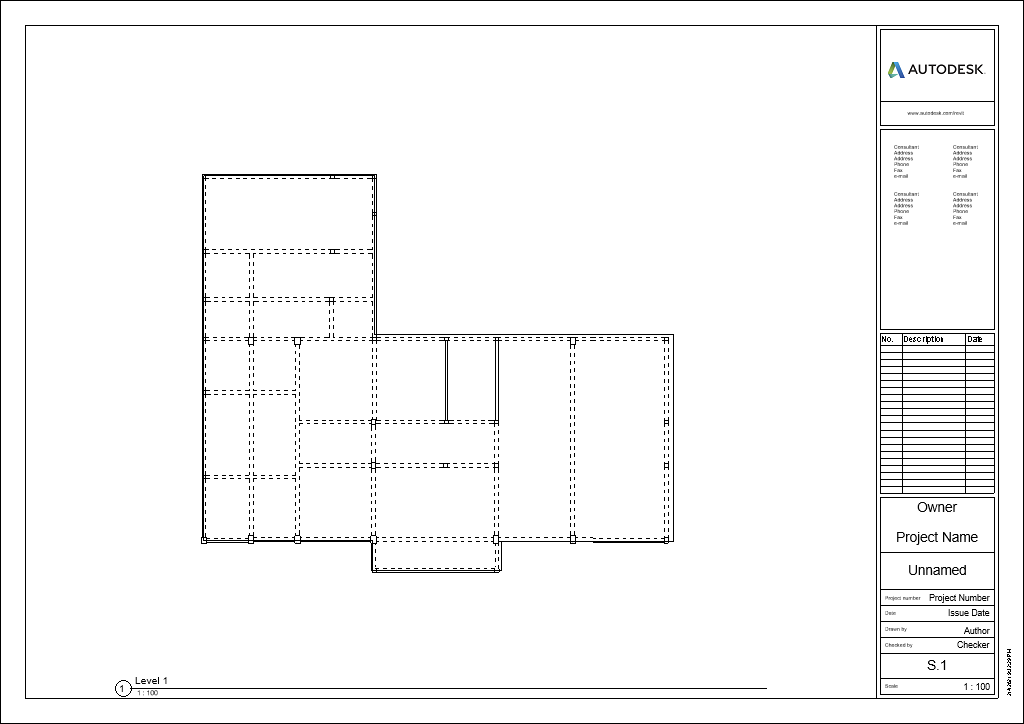 AUTODESK
www.autodesk.com/revit
Consultant
Address
Address
Phone
Fax
e-mail
Consultant
Address
Address
Phone
Fax
e-mail
Consultant
Address
Address
Phone
Fax
e-mail
Consultant
Address
Address
Phone
Fax
e-mail
No. Description Date
Owner
Project Name
Unnamed
Project number Project Number
Date Issue Date
Drawn by Author
Checked by Checker
S.1
Scale 1 : 100
1 Level 1
1 : 100